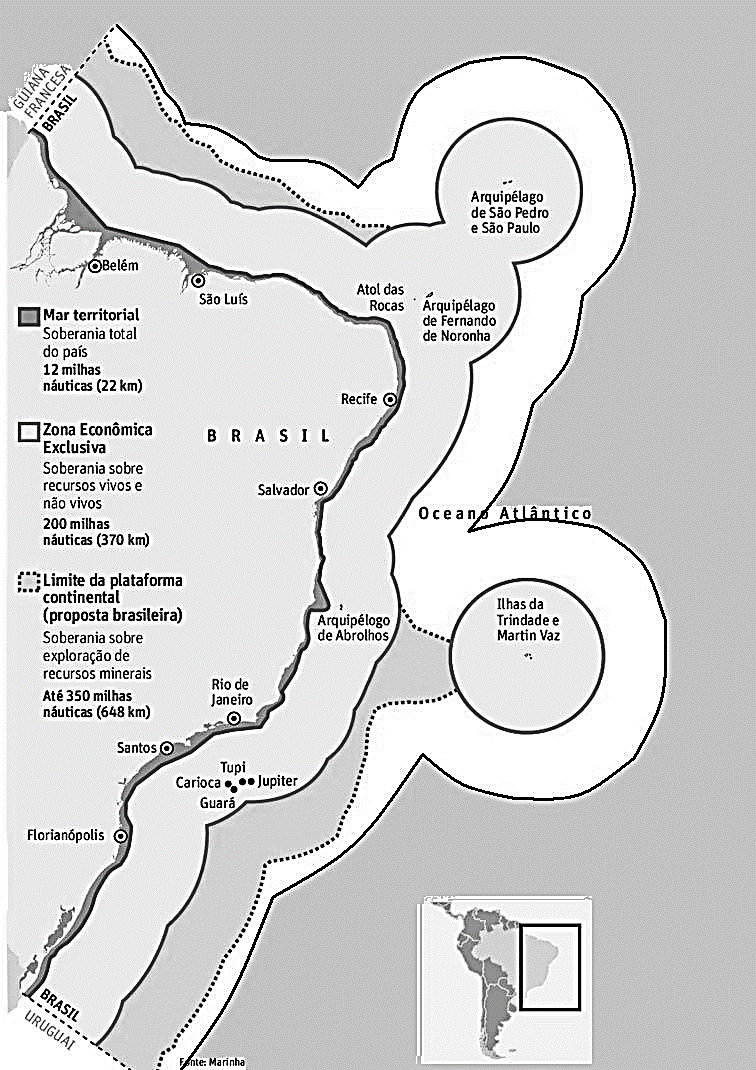 GUIANA
FRANCESA
BRASIL
Belém
São Luís
Atol das
Rocas
Arquipélago
de São Pedro
e São Paulo
Arquipélago
de Fernando
de Noronha
Mar territorial
Soberania total
do país
12 milhas
náuticas (22 km)
Recife
BRASIL
Zona Econômica
Exclusiva
Soberania sobre
recursos vivos e
não vivos
200 milhas
náuticas (370 km)
Salvador
Oceano Atlântico
Limite da plataforma
continental
(proposta brasileira)
Soberania sobre
exploração de
recursos minerais
Até 350 milhas
náuticas (648 km)
Arquipélogo
de Abrolhos
Ilhas da
Trindade e
Martin Vaz
Rio de
Janeiro
Santos
Tupi
Carioca
Jupiter
Guará
Florianópolis
BRASIL
URUGUAI
Fonte: Marinha